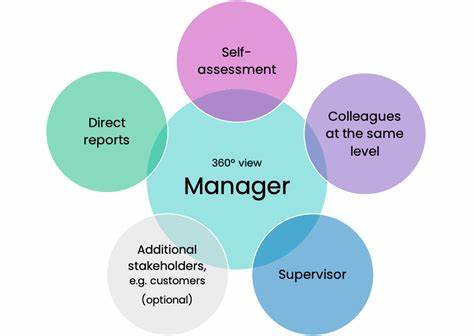 Self-
assessment
Direct
reports
Colleagues
at the same
level
360° view
Manager
Additional
stakeholders,
e.g. customers
(optional)
Supervisor